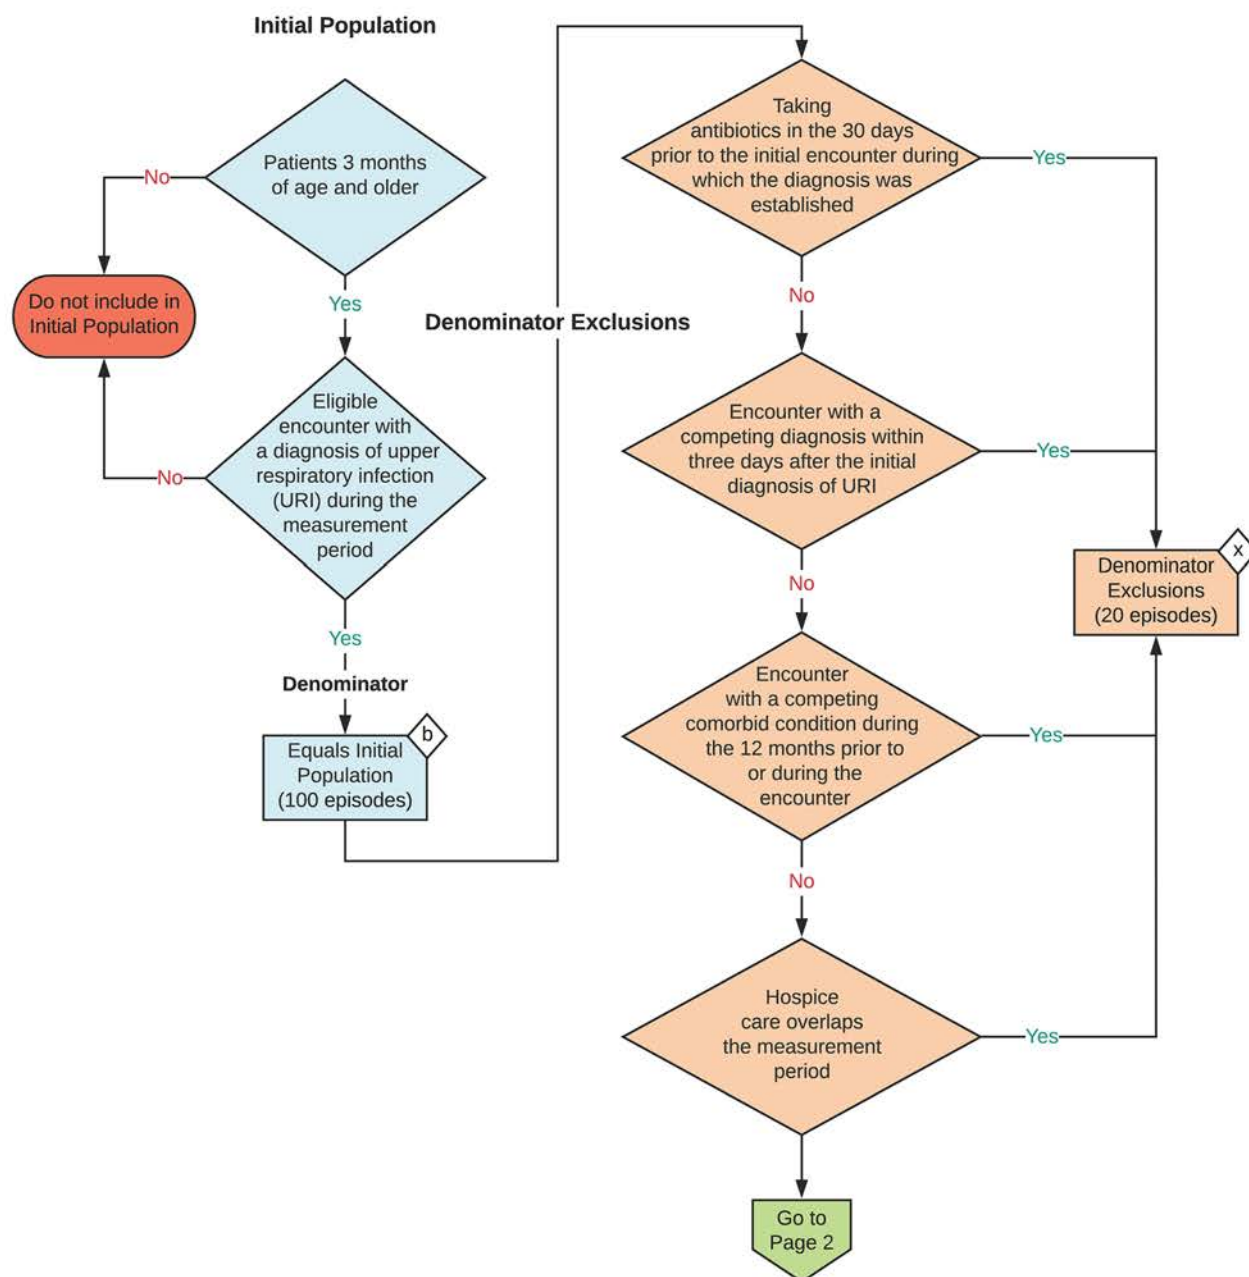 Initial Population
Patients 3 months
of age and older
No
Do not include in
Initial Population
Yes
Eligible
encounter with
a diagnosis of upper
respiratory infection
(URI) during the
measurement
period
No
Yes
Denominator
b
Equals Initial
Population
(100 episodes)
Denominator Exclusions
Taking
antibiotics in the 30 days
prior to the initial encounter during
which the diagnosis was
established
Yes
No
Encounter with a
competing diagnosis within
three days after the initial
diagnosis of URI
Yes
x
Denominator
Exclusions
(20 episodes)
No
Encounter
with a competing
comorbid condition during
the 12 months prior to
or during the
encounter
Yes
No
Hospice
care overlaps
the measurement
period
Yes
Go to
Page 2